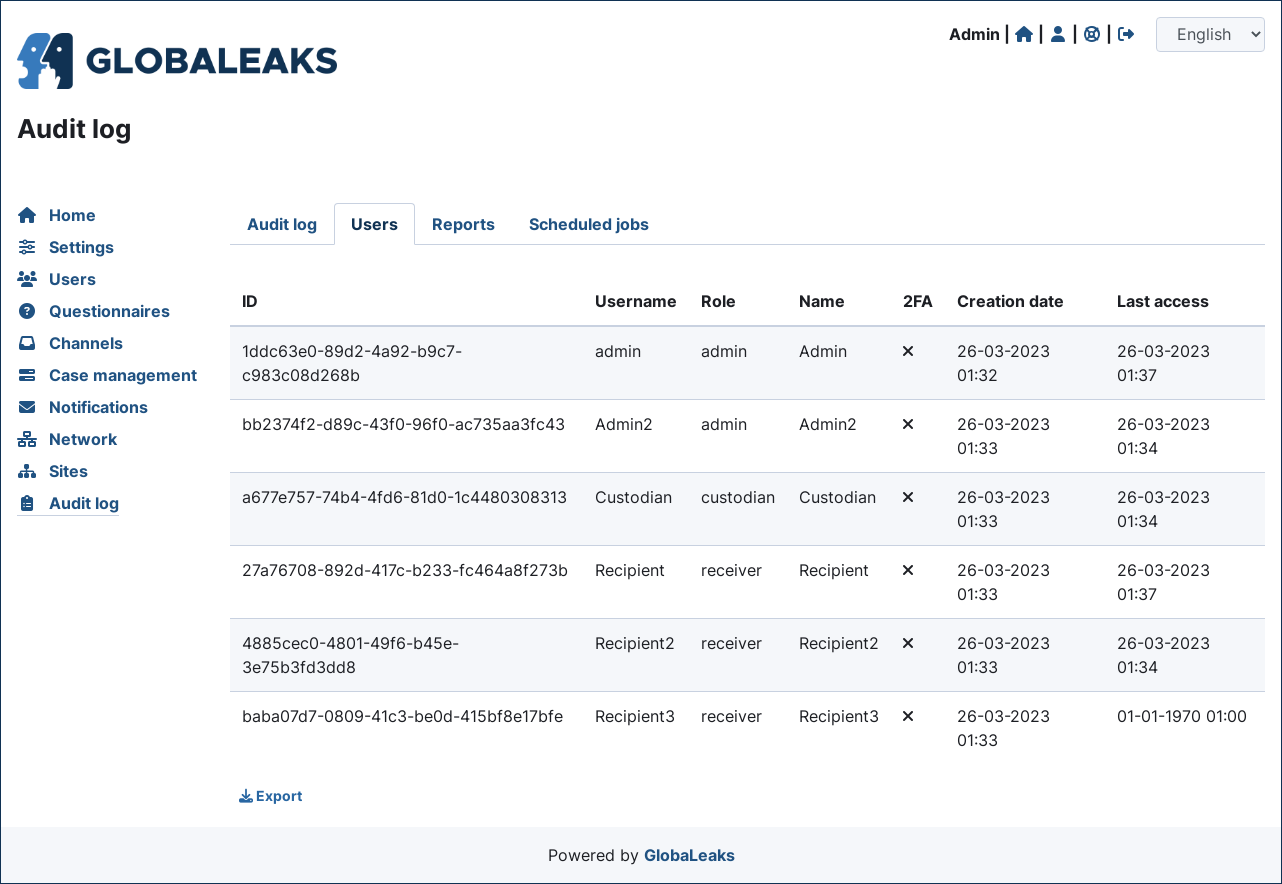 Admin | | | |
English
GLOBALEAKS
Audit log
Home
Settings
Users
Questionnaires
Channels
Case management
Notifications
Network
Sites
Audit log
Audit log Users Reports Scheduled jobs
ID Username Role Name 2FA Creation date Last access
1ddc63e0-89d2-4a92-b9c7- admin admin Admin 26-03-2023 26-03-2023
c983c08d268b 01:32 01:37
bb2374f2-d89c-43f0-96f0-ac735aa3fc43 Admin2 admin Admin2 26-03-2023 26-03-2023
01:33 01:34
a677e757-74b4-4fd6-81d0-1c4480308313 Custodian custodian Custodian 26-03-2023 26-03-2023
01:33 01:34
27a76708-892d-417c-b233-fc464a8f273b Recipient receiver Recipient 26-03-2023 26-03-2023
01:33 01:37
4885cec0-4801-49f6-b45e- Recipient2 receiver Recipient2 26-03-2023 26-03-2023
3e75b3fd3dd8 01:33 01:34
baba07d7-0809-41c3-be0d-415bf8e17bfe Recipient3 receiver Recipient3 26-03-2023 01-01-1970 01:00
01:33
Export
Powered by GlobaLeaks